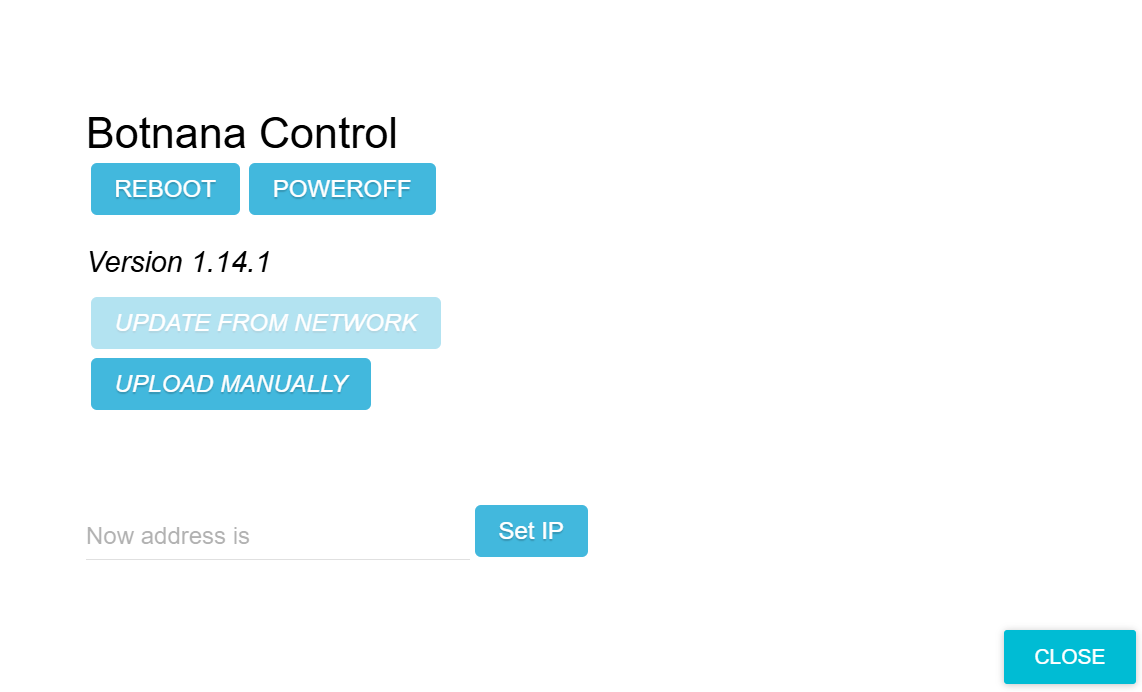 Botnana Control
REBOOT POWEROFF
Version 1.14.1
UPDATE FROM NETWORK
UPLOAD MANUALLY
Now address is Set IP
CLOSE